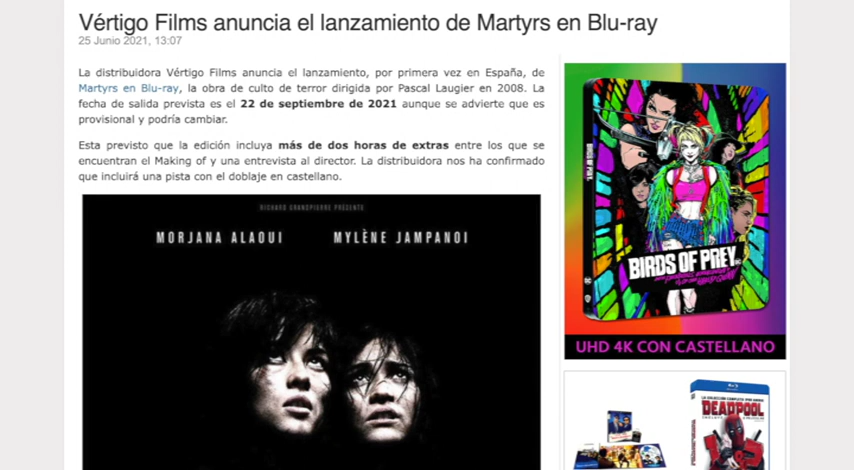 Vértigo Films anuncia el lanzamiento de Martyrs en Blu-ray
25 Junio 2021, 13:07
La distribuidora Vértigo Films anuncia el lanzamiento, por primera vez en España, de
Martyrs en Blu-ray, la obra de culto de terror dirigida por Pascal Laugier en 2008. La
fecha de salida prevista es el 22 de septiembre de 2021 aunque se advierte que es
provisional y podría cambiar.
Esta previsto que la edición incluya más de dos horas de extras entre los que se
encuentran el Making of y una entrevista al director. La distribuidora nos ha confirmado
que incluirá una pista con el doblaje en castellano.
RICHARD GRANDPIERRE PRÉSENTE
MORJANA ALAOUI MYLÈNE JAMPANOI
BIRDS OF PREY
UHD 4K CON CASTELLANO
DEADPOOL